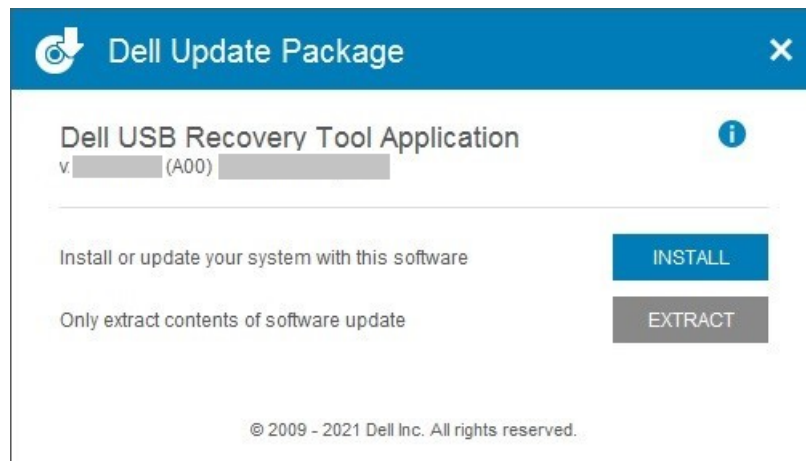 Dell Update Package
Dell USB Recovery Tool Application
v. (A00)
Install or update your system with this software
INSTALL
Only extract contents of software update
EXTRACT
© 2009 - 2021 Dell Inc. All rights reserved.